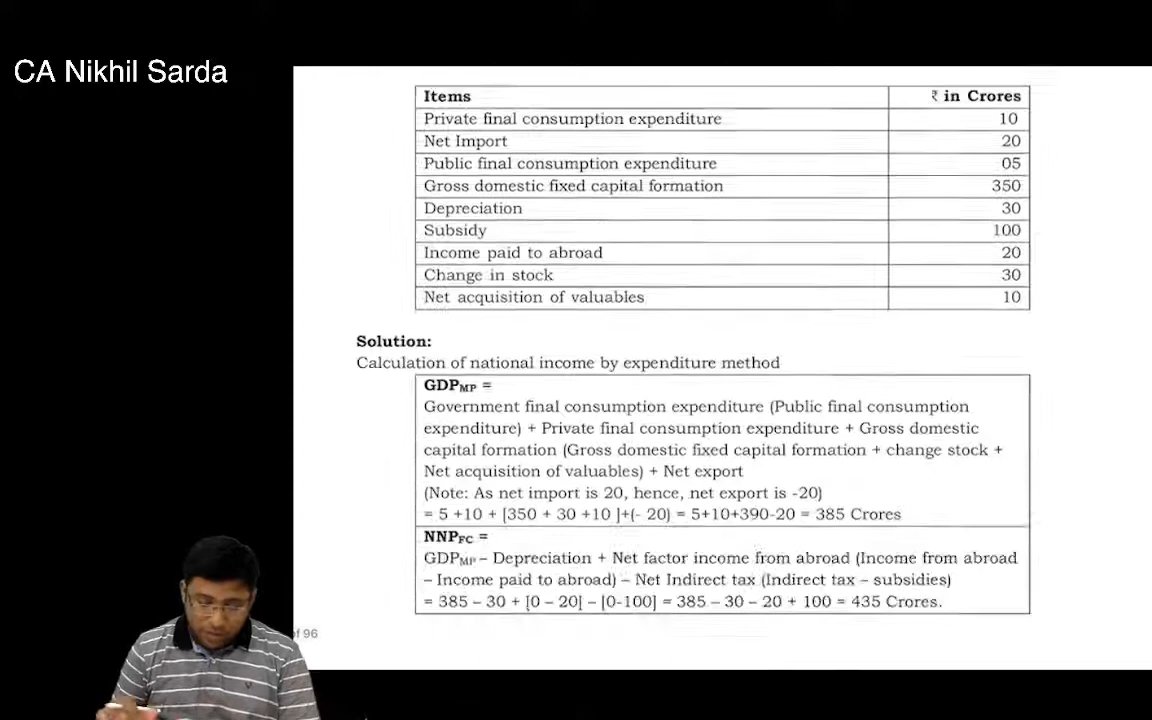 CA Nikhil Sarda
Items ₹ in Crores
Private final consumption expenditure 10
Net Import 20
Public final consumption expenditure 05
Gross domestic fixed capital formation 350
Depreciation 30
Subsidy 100
Income paid to abroad 20
Change in stock 30
Net acquisition of valuables 10
Solution:
Calculation of national income by expenditure method
GDPMP =
Government final consumption expenditure (Public final consumption
expenditure) + Private final consumption expenditure + Gross domestic
capital formation (Gross domestic fixed capital formation + change stock +
Net acquisition of valuables) + Net export
(Note: As net import is 20, hence, net export is -20)
= 5 +10 + [350 + 30 +10 ]+(- 20) = 5+10+390-20 = 385 Crores
NNPFC =
GDPMP – Depreciation + Net factor income from abroad (Income from abroad
– Income paid to abroad) – Net Indirect tax (Indirect tax – subsidies)
= 385 – 30 + [0 – 20[ – [0-100] = 385 – 30 – 20 + 100 = 435 Crores.
of 96